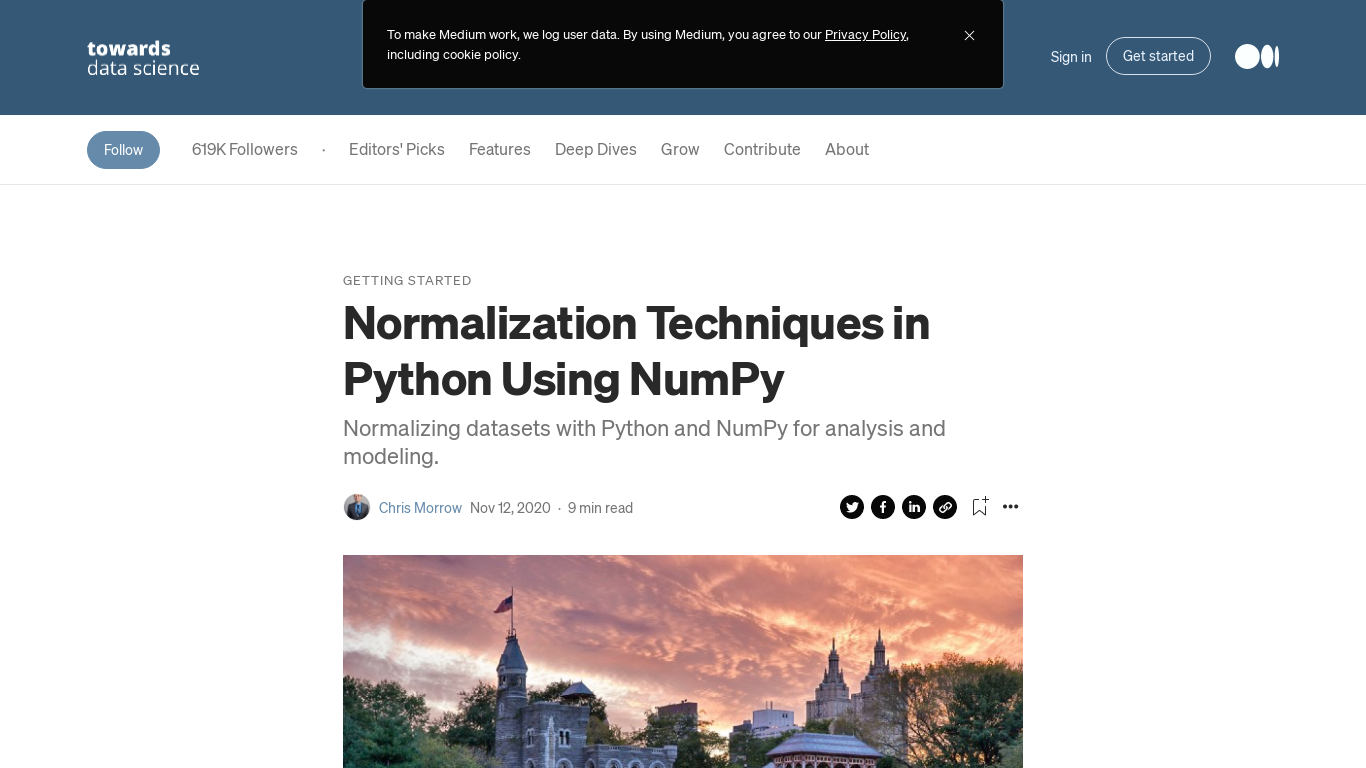 To make Medium work, we log user data. By using Medium, you agree to our Privacy Policy,
including cookie policy.
towards
data science
Sign in
Get started
Follow
619K Followers
·
Editors' Picks
Features
Deep Dives
Grow
Contribute
About
GETTING STARTED
Normalization Techniques in
Python Using NumPy
Normalizing datasets with Python and NumPy for analysis and
modeling.
Chris Morrow Nov 12, 2020 · 9 min read